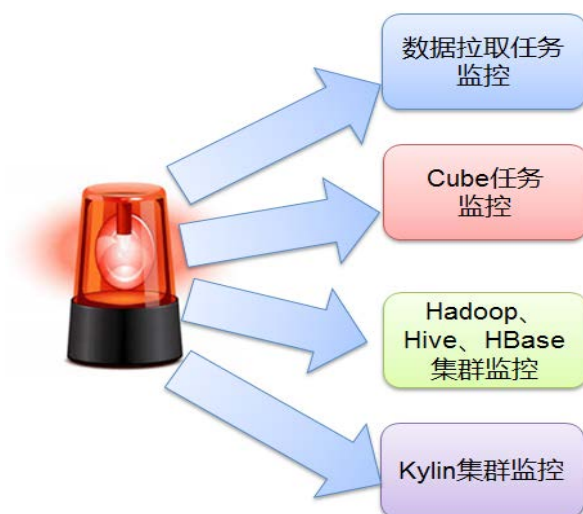 数据拉取任务
监控
Cube任务
监控
Hadoop、
Hive、HBase
集群监控
Kylin集群监控